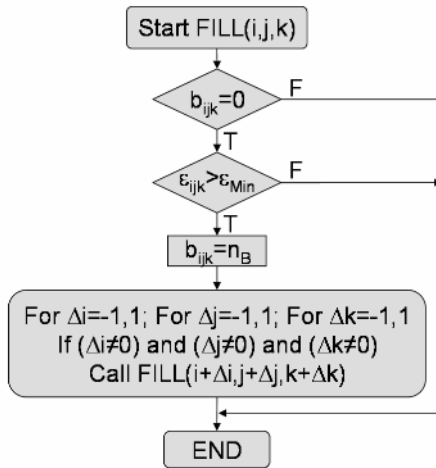 Start FILL(i,j,k)
b_ijk=0
F
T
ε_ijk>ε_Min
F
T
b_ijk=n_B
For Δi=-1,1; For Δj=-1,1; For Δk=-1,1
If (Δi≠0) and (Δj≠0) and (Δk≠0)
Call FILL(i+Δi,j+Δj,k+Δk)
END